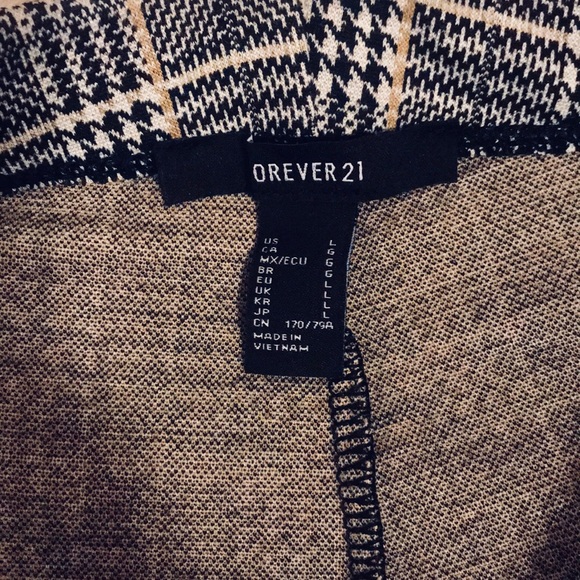 OREVER 21
US L
CA G
MX/ECU G
BR G
EU L
UK L
KR L
JP L
CN 170/79A
MADE IN
VIETNAM